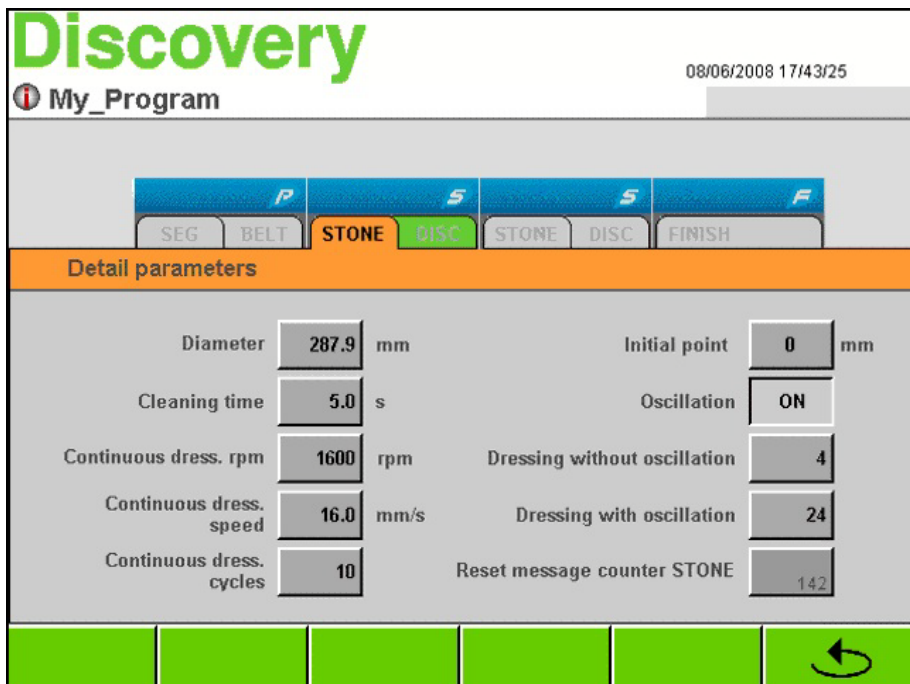 Discovery
08/06/2008 17/43/25
My_Program
P S S F
SEG BELT STONE DISC STONE DISC FINISH
Detail parameters
Diameter 287.9 mm
Initial point 0 mm
Cleaning time 5.0 s
Oscillation ON
Continuous dress. rpm 1600 rpm
Dressing without oscillation 4
Continuous dress.
speed 16.0 mm/s
Dressing with oscillation 24
Continuous dress.
cycles 10
Reset message counter STONE 142